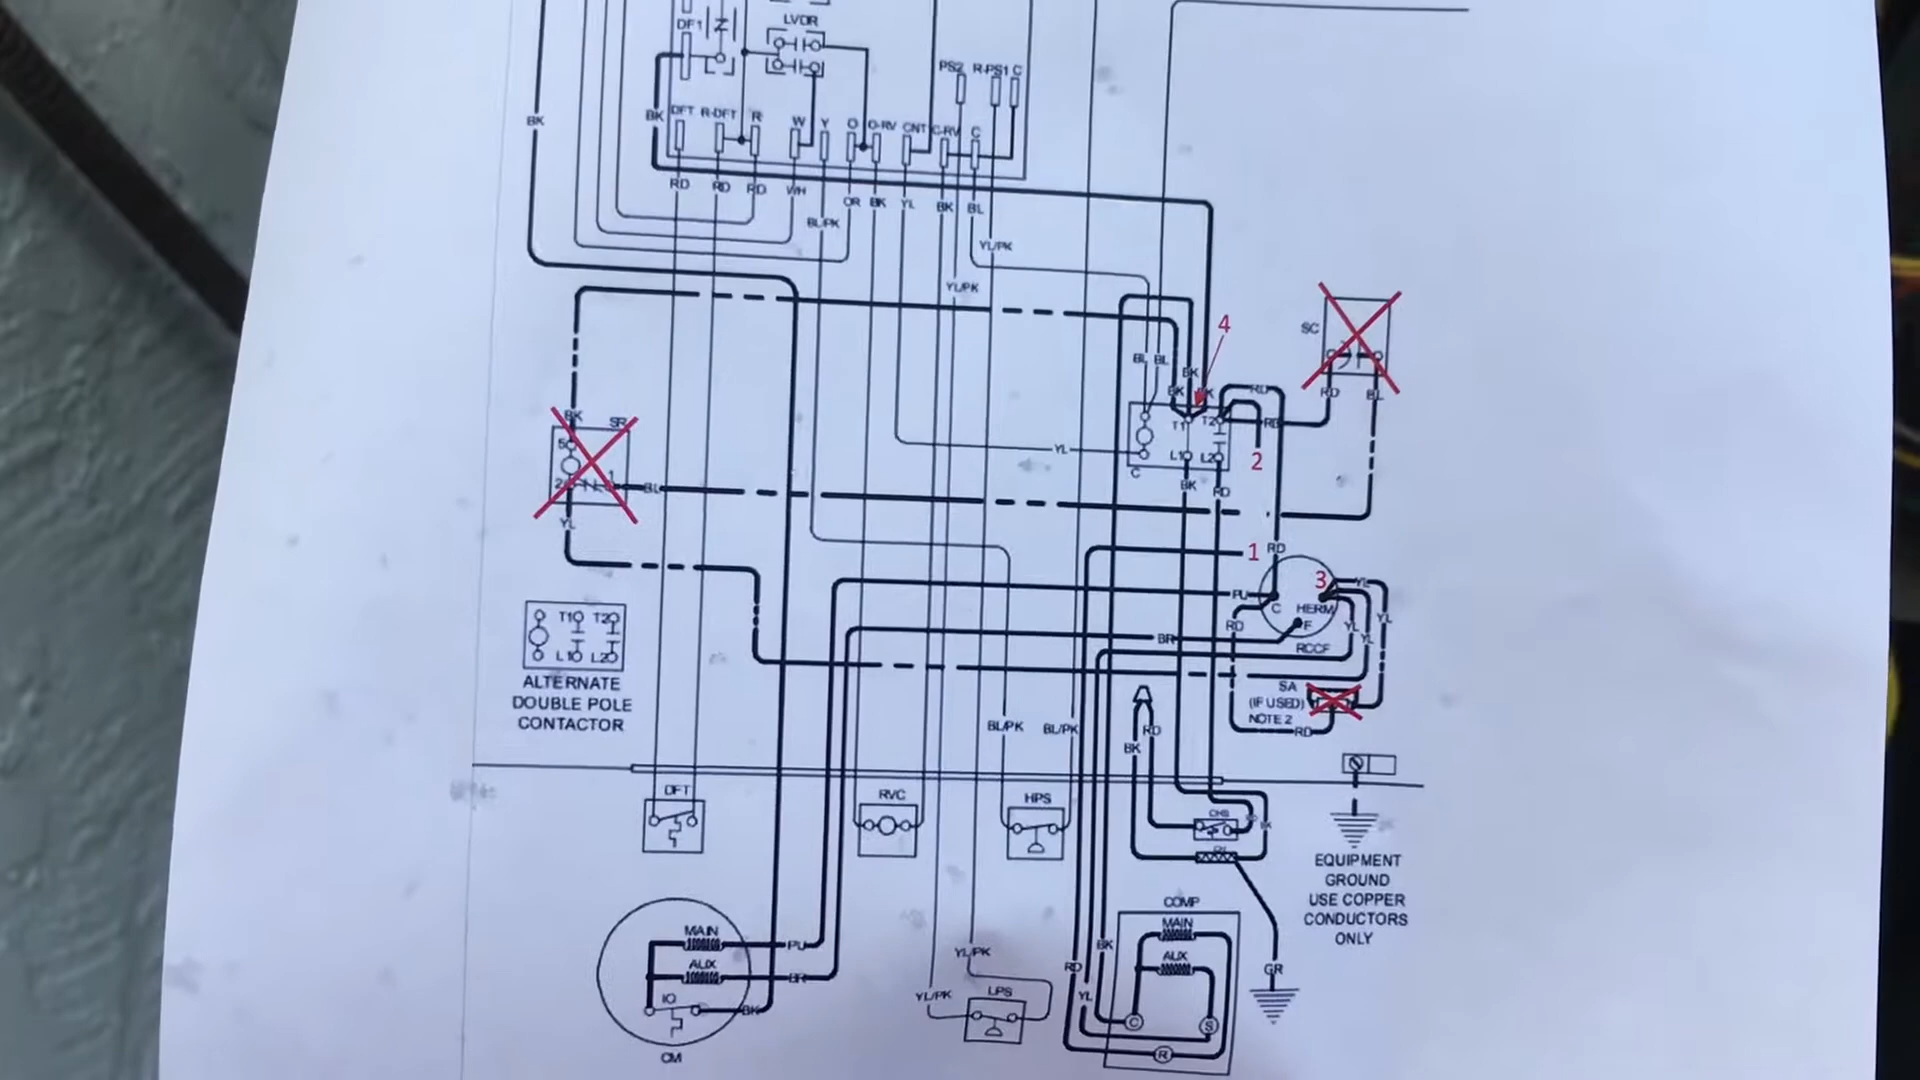 LVDR
DF1
PS2 R-PS1 C
BK
BK DFT R-DFT R W Y O O-RV CNT C-RV C
RD RD RD WH
OR BK YL BK BL
BL/PK
YL/PK
YL/PK
4
SC
BL BL
BK
BK BK RD
RD BL
T1 T2
RD
BK SR
5
YL
L1 L2
2
C
2 1 BL
BK RD
YL
1 RD
3 YL
PU C HERM
T1 T2
RD F YL YL YL
BR
L1 L2
RCCF
ALTERNATE
DOUBLE POLE
CONTACTOR
SA
(IF USED)
NOTE 2
RD
BL/PK BL/PK RD
BK
DFT RVC HPS
CHS
CH
EQUIPMENT
GROUND
USE COPPER
CONDUCTORS
ONLY
COMP
MAIN PU
MAIN
AUX BR
AUX
BK
YL/PK
RD
GR
IO BK
YL/PK LPS YL
C S
R
CM